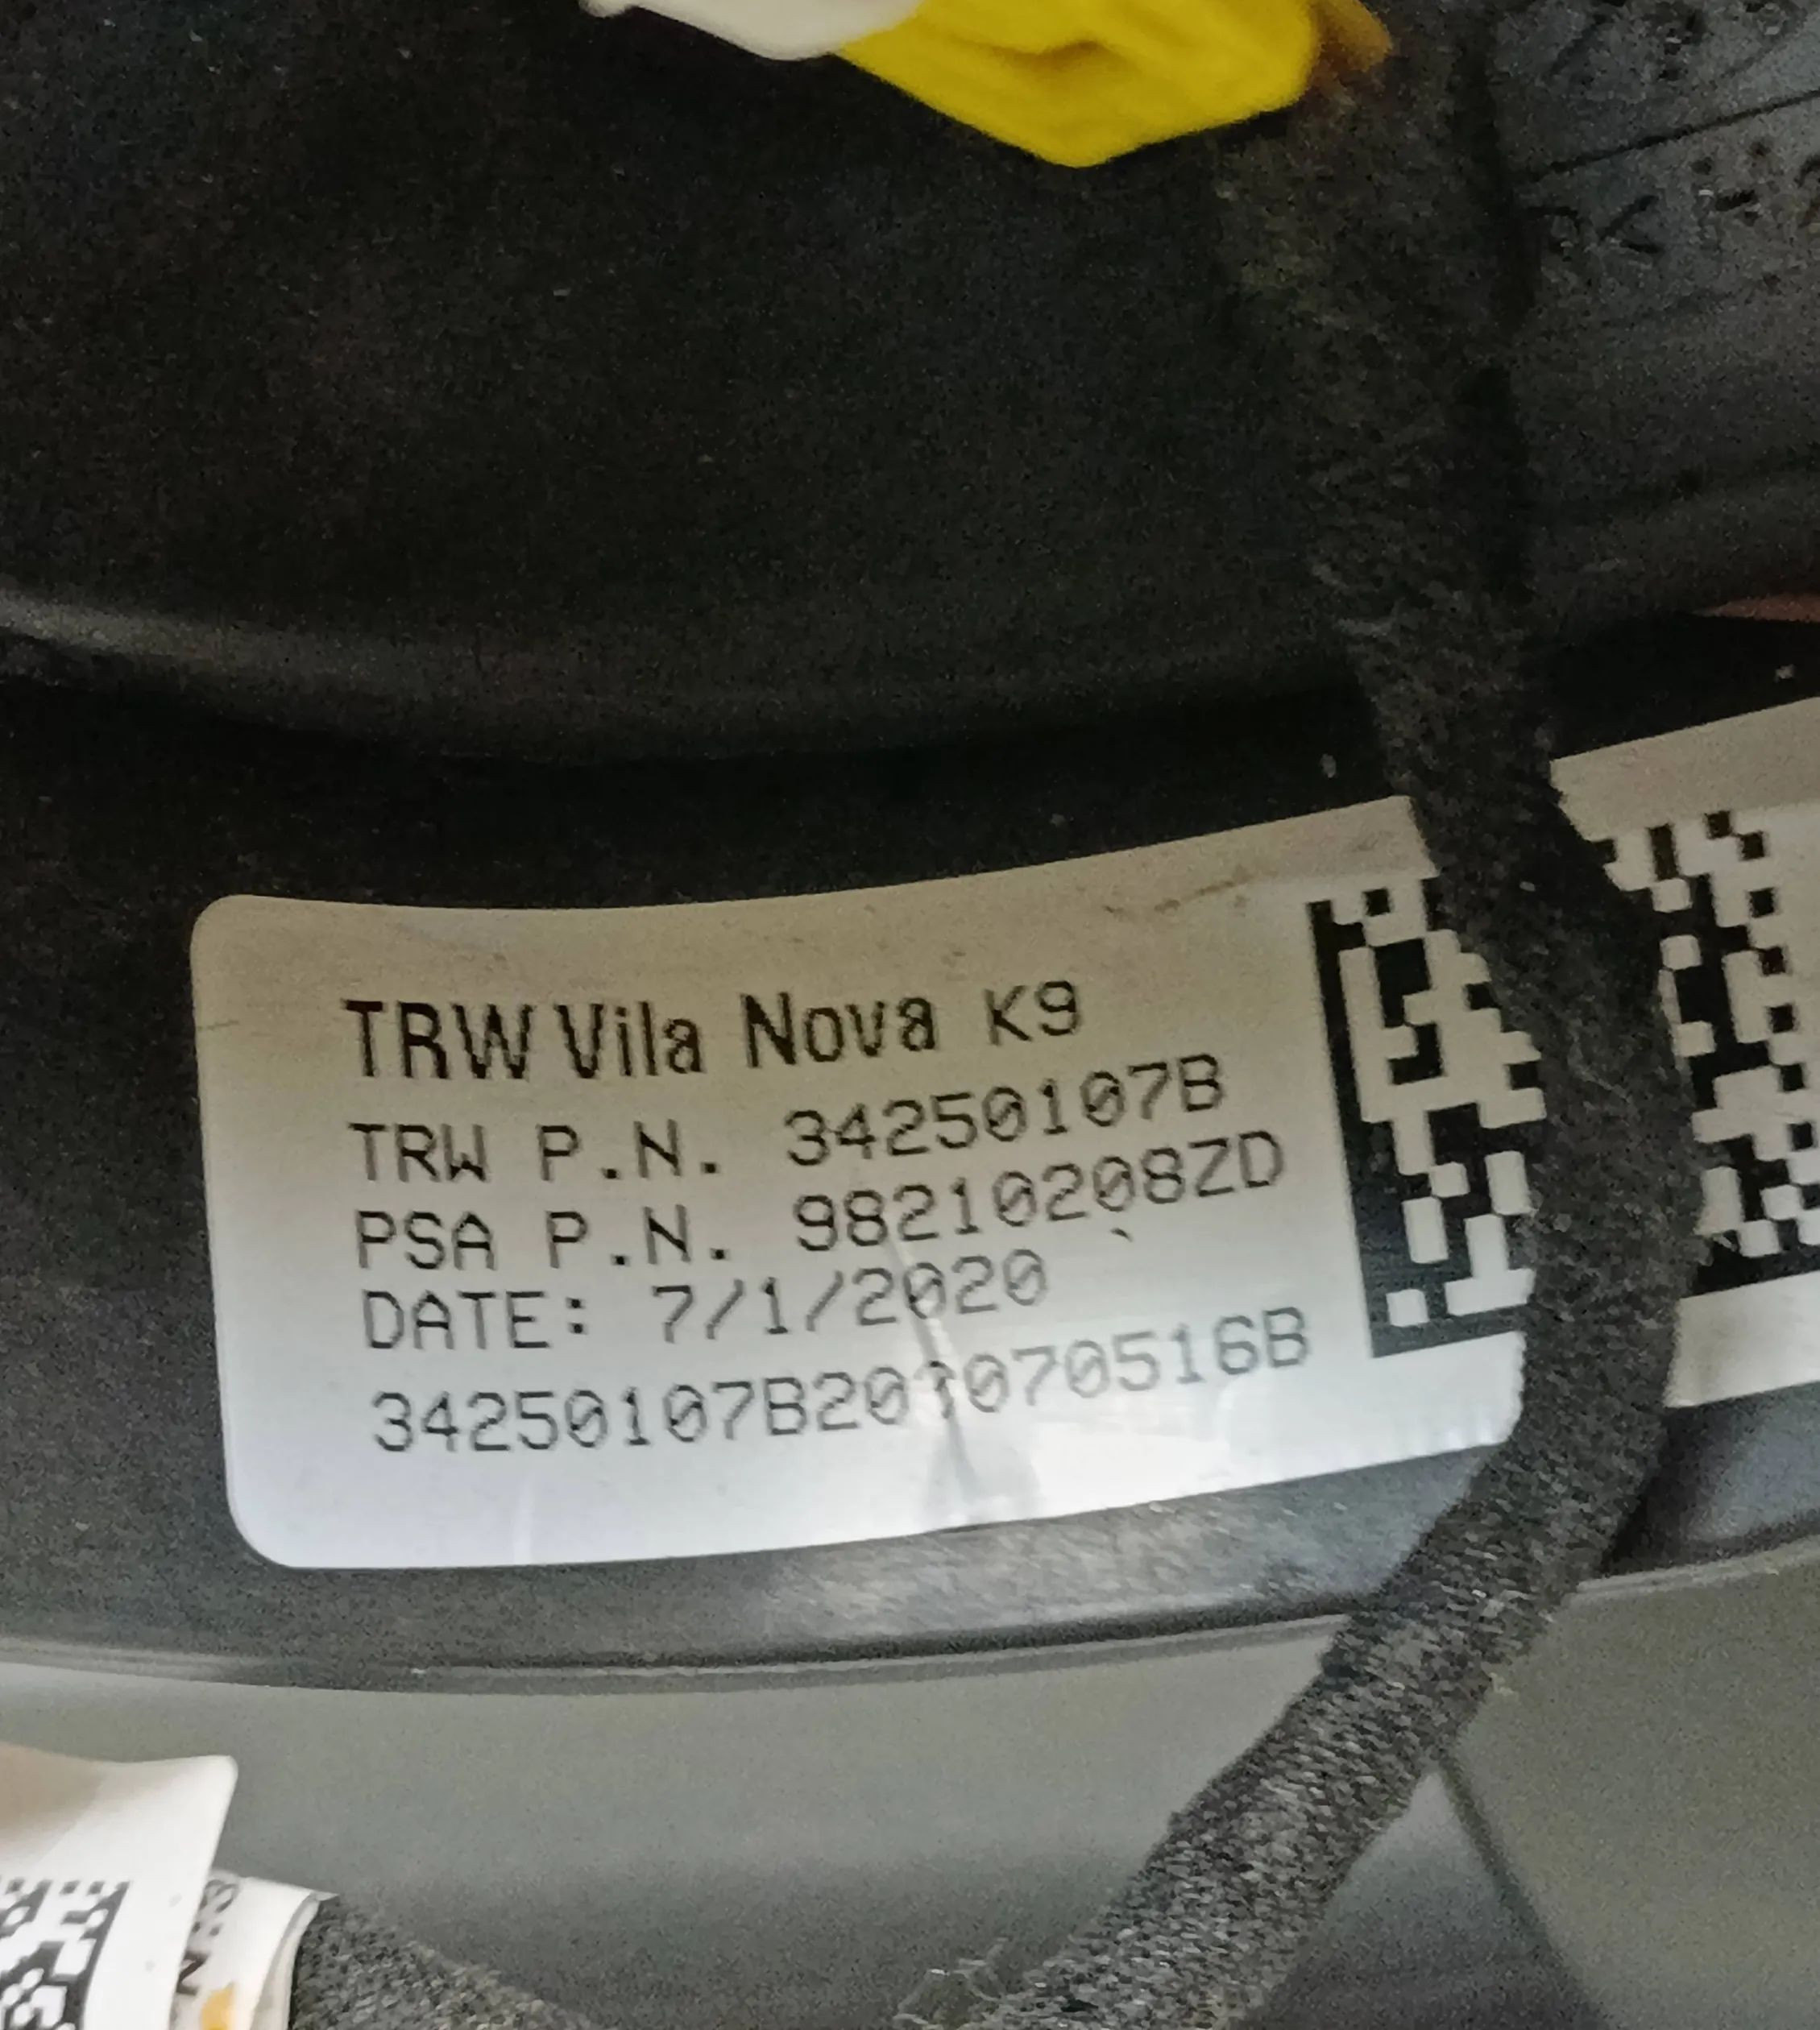 TRW Vila Nova K9
TRW P.N. 34250107B
PSA P.N. 98210208ZD
DATE: 7/1/2020